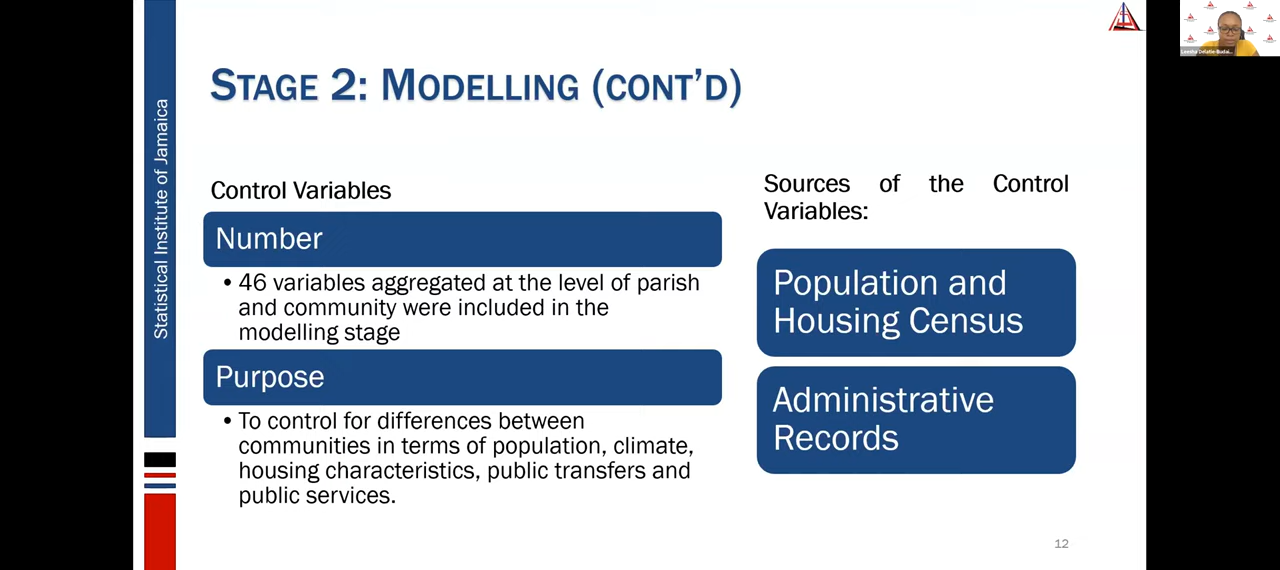 STAGE 2: MODELLING (CONT'D)
Statistical Institute of Jamaica
Control Variables
Number
• 46 variables aggregated at the level of parish
and community were included in the
modelling stage
Purpose
• To control for differences between
communities in terms of population, climate,
housing characteristics, public transfers and
public services.
Sources of the Control
Variables:
Population and
Housing Census
Administrative
Records
12